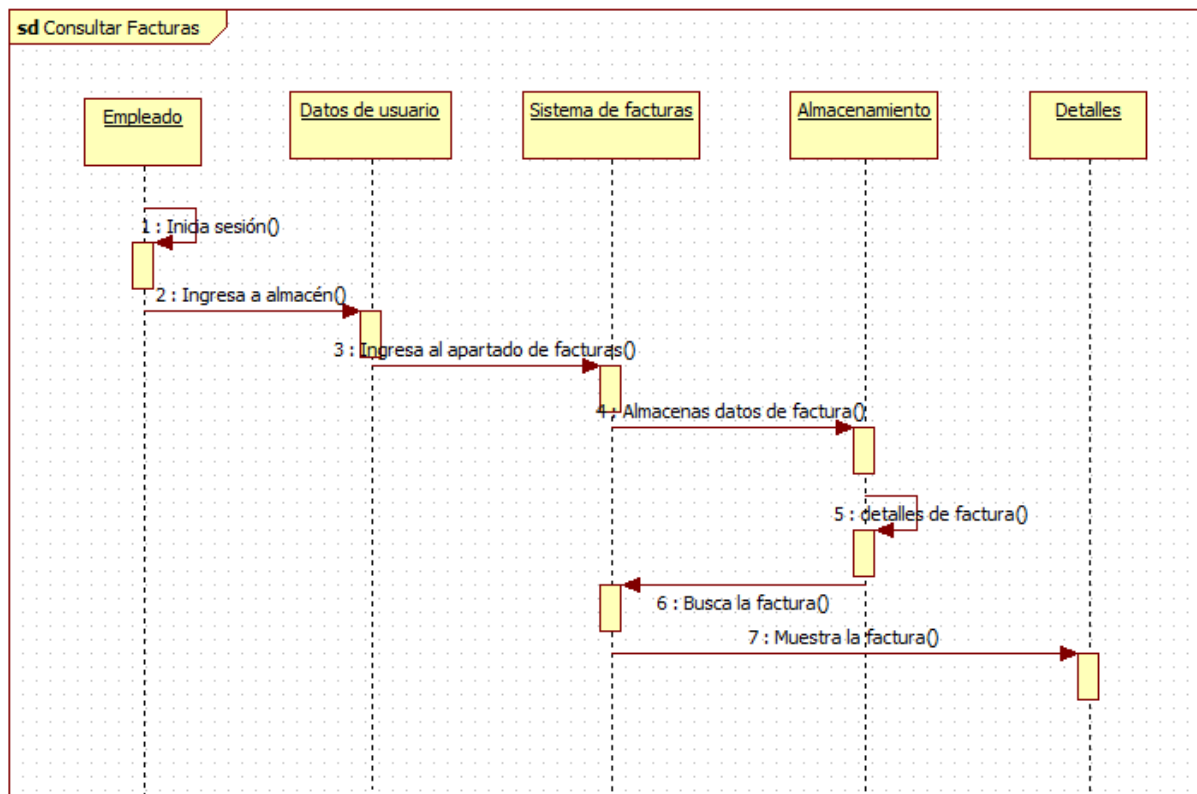 sd Consultar Facturas
Empleado
Datos de usuario
Sistema de facturas
Almacenamiento
Detalles
1 : Inicia sesión()
2 : Ingresa a almacén()
3 : Ingresa al apartado de facturas()
4 : Almacenas datos de factura()
5 : detalles de factura()
6 : Busca la factura()
7 : Muestra la factura()